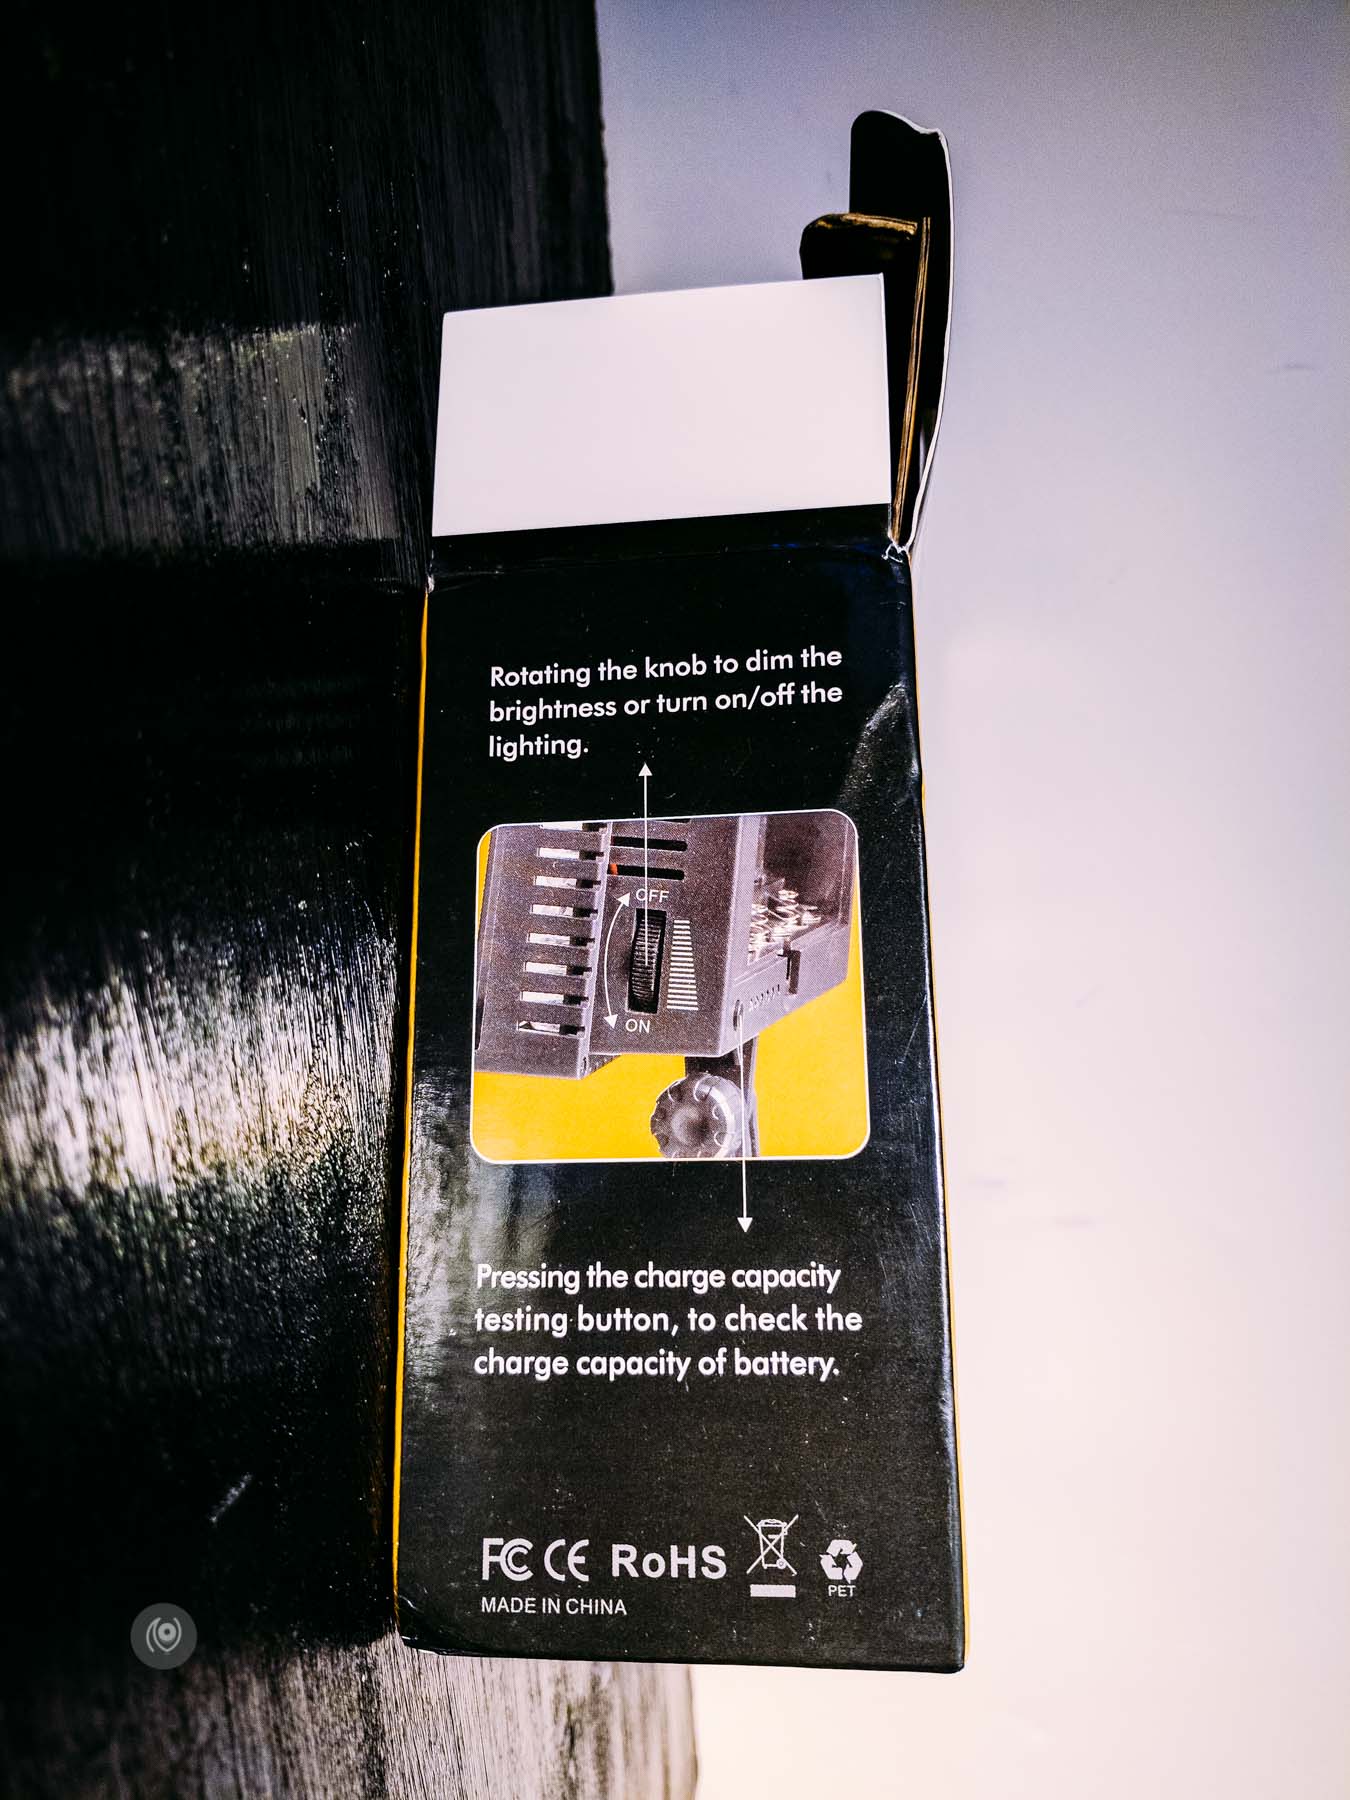 Rotating the knob to dim the
brightness or turn on/off the
lighting.
OFF
ON
Pressing the charge capacity
testing button, to check the
charge capacity of battery.
FC CE RoHS
PET
MADE IN CHINA